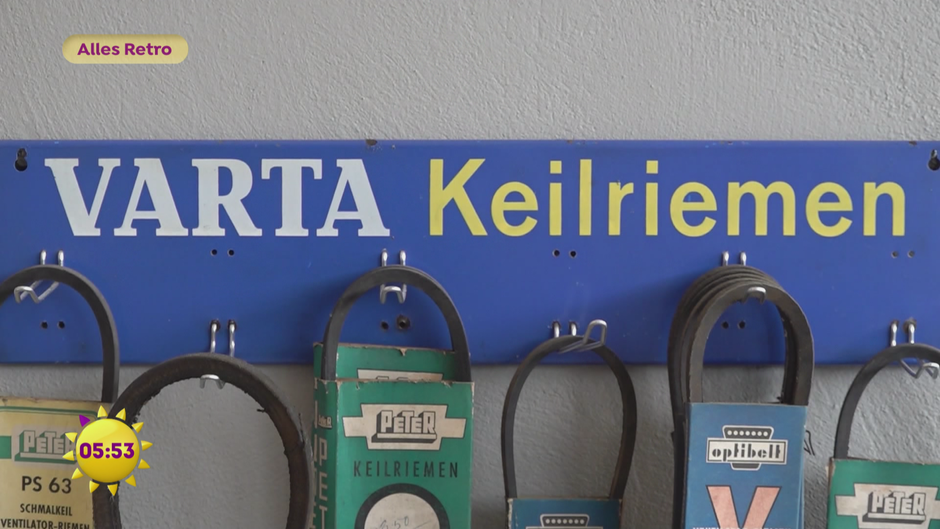 Alles Retro
VARTA Keilriemen
PETER
KEILRIEMEN
optibelt
V
PETER
PS 63
SCHMALKEIL
VENTILATOR-RIEMEN
05:53
PETER